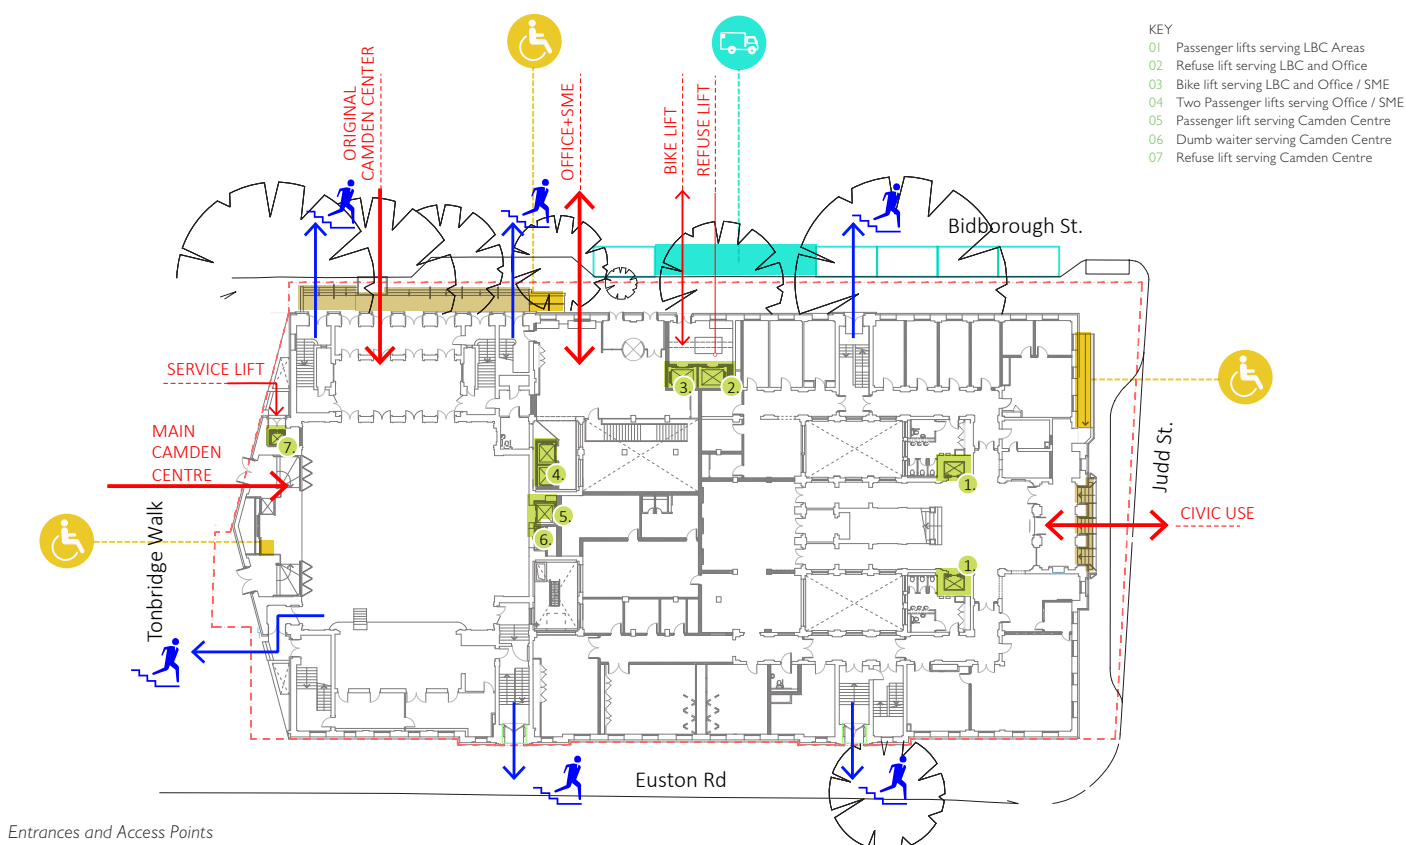 KEY
01 Passenger lifts serving LBC Areas
02 Refuse lift serving LBC and Office
03 Bike lift serving LBC and Office / SME
04 Two Passenger lifts serving Office / SME
05 Passenger lift serving Camden Centre
06 Dumb waiter serving Camden Centre
07 Refuse lift serving Camden Centre
ORIGINAL
CAMDEN CENTER
OFFICE+SME
BIKE LIFT
REFUSE LIFT
Bidborough St.
SERVICE LIFT
MAIN
CAMDEN
CENTRE
Tonbridge Walk
Judd St.
CIVIC USE
3.
2.
7.
4.
1.
5.
6.
1.
Euston Rd
Entrances and Access Points